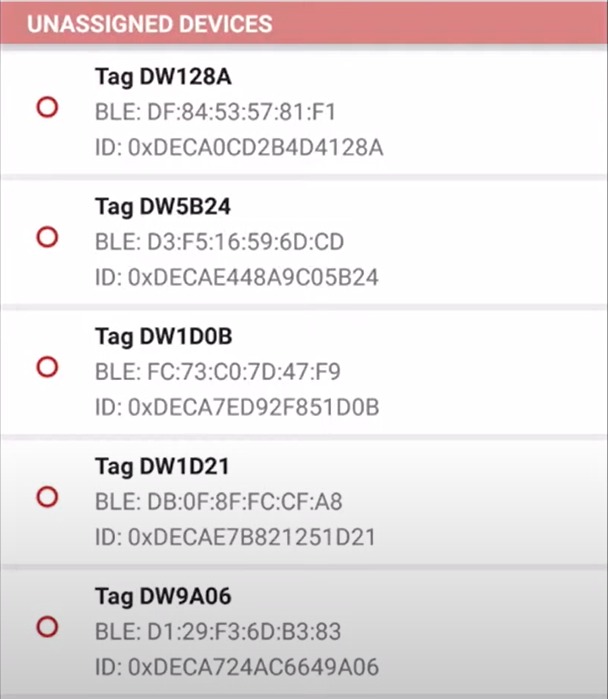 UNASSIGNED DEVICES
Tag DW128A
BLE: DF:84:53:57:81:F1
ID: 0xDECA0CD2B4D4128A
Tag DW5B24
BLE: D3:F5:16:59:6D:CD
ID: 0xDECAE448A9C05B24
Tag DW1D0B
BLE: FC:73:C0:7D:47:F9
ID: 0xDECA7ED92F851D0B
Tag DW1D21
BLE: DB:0F:8F:FC:CF:A8
ID: 0xDECAE7B821251D21
Tag DW9A06
BLE: D1:29:F3:6D:B3:83
ID: 0xDECA724AC6649A06